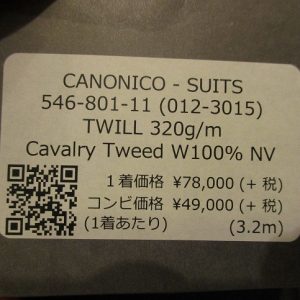 CANONICO - SUITS
546-801-11 (012-3015)
TWILL 320g/m
Cavalry Tweed W100% NV
1着価格 ¥78,000 (+ 税)
コンビ価格 ¥49,000 (+ 税)
(1着あたり) (3.2m)